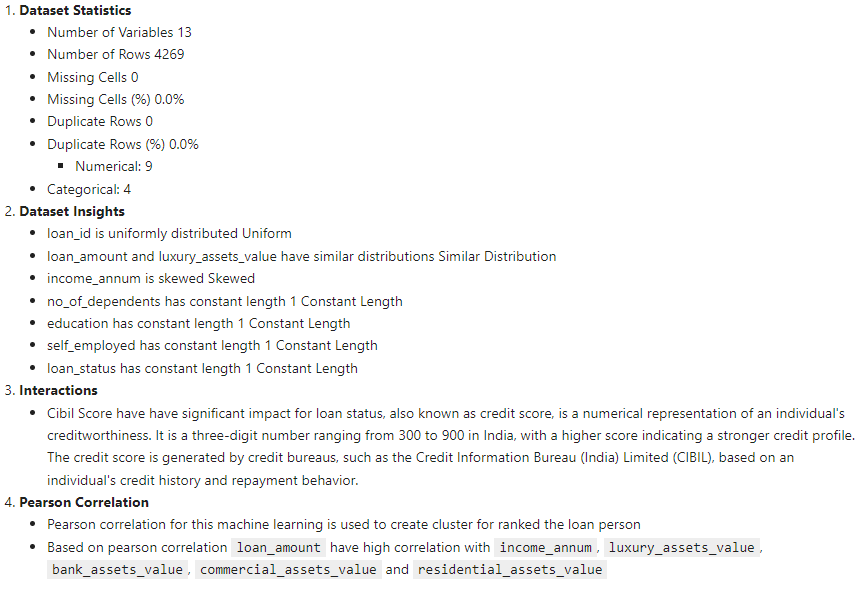 1. Dataset Statistics
• Number of Variables 13
• Number of Rows 4269
• Missing Cells 0
• Missing Cells (%) 0.0%
• Duplicate Rows 0
• Duplicate Rows (%) 0.0%
▪ Numerical: 9
• Categorical: 4
2. Dataset Insights
• loan_id is uniformly distributed Uniform
• loan_amount and luxury_assets_value have similar distributions Similar Distribution
• income_annum is skewed Skewed
• no_of_dependents has constant length 1 Constant Length
• education has constant length 1 Constant Length
• self_employed has constant length 1 Constant Length
• loan_status has constant length 1 Constant Length
3. Interactions
• Cibil Score have have significant impact for loan status, also known as credit score, is a numerical representation of an individual's
creditworthiness. It is a three-digit number ranging from 300 to 900 in India, with a higher score indicating a stronger credit profile.
The credit score is generated by credit bureaus, such as the Credit Information Bureau (India) Limited (CIBIL), based on an
individual's credit history and repayment behavior.
4. Pearson Correlation
• Pearson correlation for this machine learning is used to create cluster for ranked the loan person
• Based on pearson correlation loan_amount have high correlation with income_annum, luxury_assets_value,
bank_assets_value, commercial_assets_value and residential_assets_value